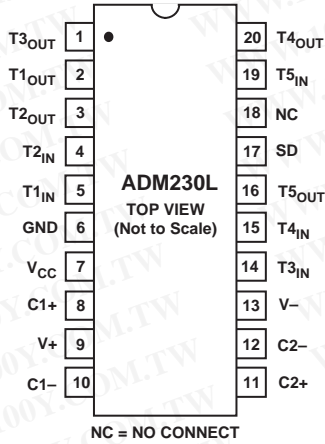 T3OUT 1 20 T4OUT
T1OUT 2 19 T5IN
T2OUT 3 18 NC
T2IN 4 17 SD
T1IN 5 16 T5OUT
ADM230L
TOP VIEW
(Not to Scale)
GND 6 15 T4IN
VCC 7 14 T3IN
C1+ 8 13 V–
V+ 9 12 C2–
C1– 10 11 C2+
NC = NO CONNECT